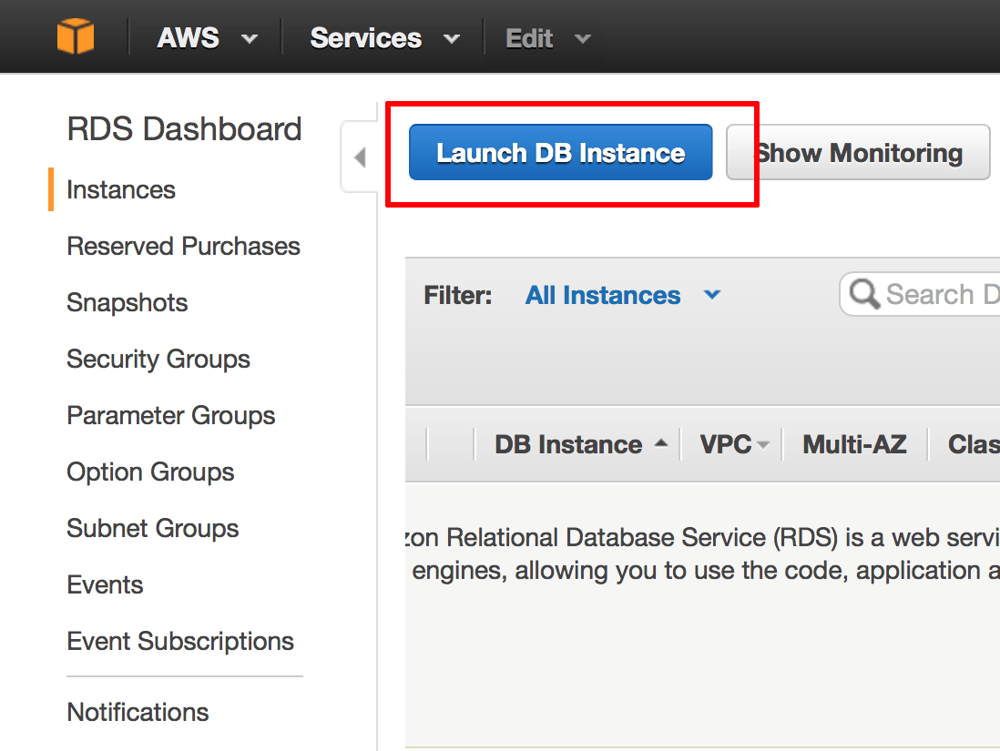 AWS
Services
Edit
RDS Dashboard
Instances
Reserved Purchases
Snapshots
Security Groups
Parameter Groups
Option Groups
Subnet Groups
Events
Event Subscriptions
Notifications
Launch DB Instance
Show Monitoring
Filter: All Instances
Search D
DB Instance VPC Multi-AZ Clas
zon Relational Database Service (RDS) is a web servi
engines, allowing you to use the code, application a